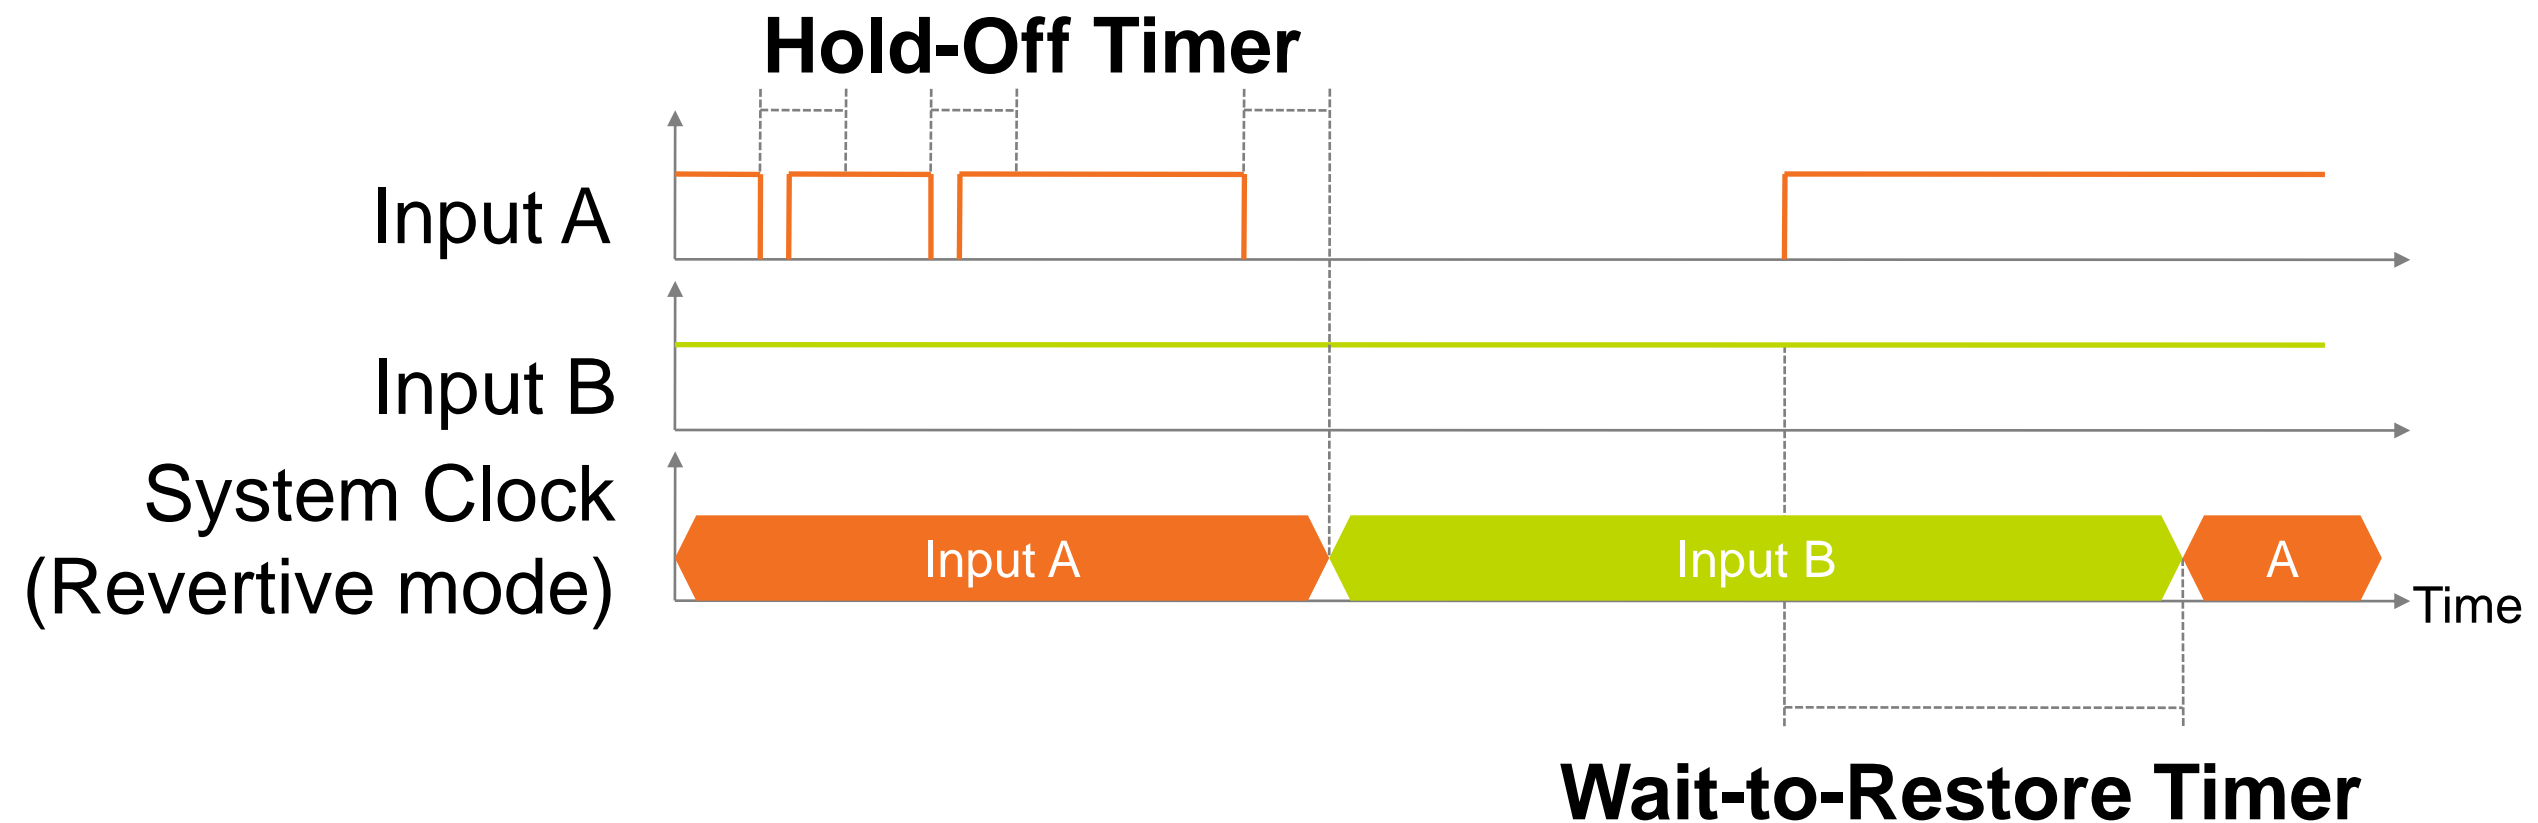 Hold-Off Timer
Input A
Input B
System Clock
(Revertive mode)
Input A
Input B
A
Time
Wait-to-Restore Timer